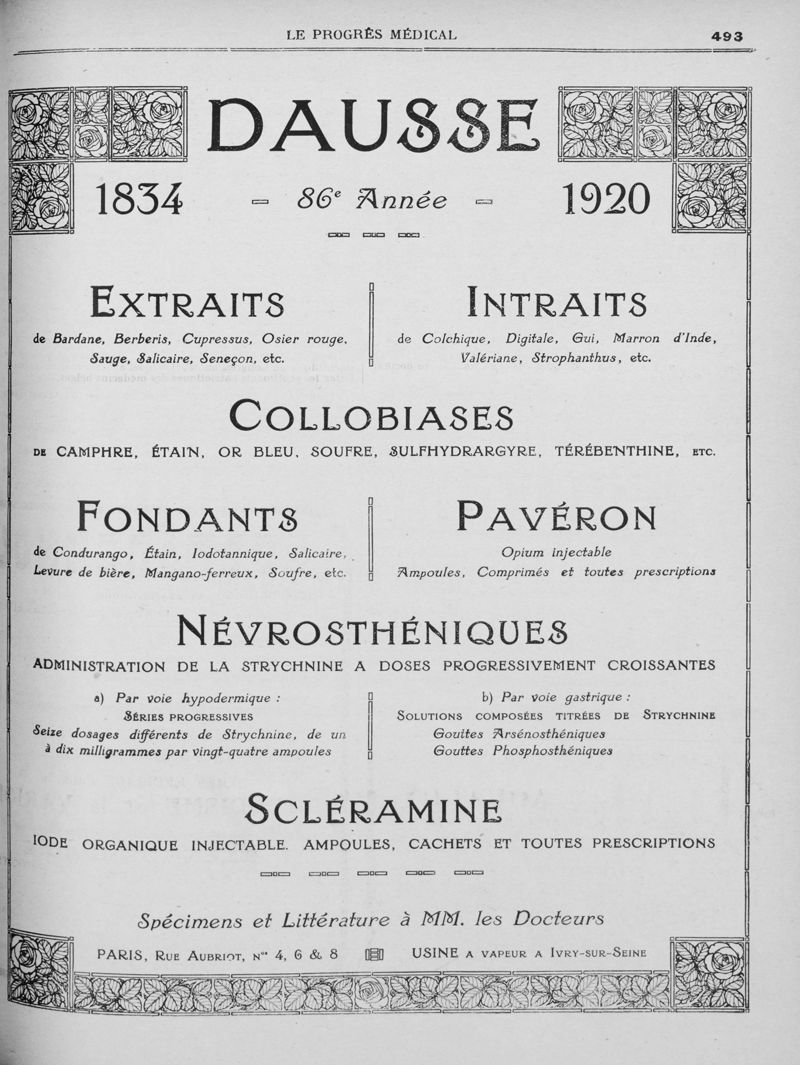 LE PROGRÈS MÉDICAL
493
DAUSSE
1834 - 86e Année - 1920
EXTRAITS
de Bardane, Berberis, Cupressus, Osier rouge,
Sauge, Salicaire, Seneçon, etc.
INTRAITS
de Colchique, Digitale, Gui, Marron d'Inde,
Valériane, Strophanthus, etc.
COLLOBIASES
DE CAMPHRE, ÉTAIN, OR BLEU, SOUFRE, SULFHYDRARGYRE, TÉRÉBENTHINE, ETC.
FONDANTS
de Condurango, Étain, Iodotannique, Salicaire,
Levure de bière, Mangano-ferreux, Soufre, etc.
PAVÉRON
Opium injectable
Ampoules, Comprimés et toutes prescriptions
NÉVROSTHÉNIQUES
ADMINISTRATION DE LA STRYCHNINE A DOSES PROGRESSIVEMENT CROISSANTES
a) Par voie hypodermique :
SÉRIES PROGRESSIVES
Seize dosages différents de Strychnine, de un
à dix milligrammes par vingt-quatre ampoules
b) Par voie gastrique :
SOLUTIONS COMPOSÉES TITRÉES DE STRYCHNINE
Gouttes Arsénosthéniques
Gouttes Phosphosthéniques
SCLÉRAMINE
IODE ORGANIQUE INJECTABLE. AMPOULES, CACHETS ET TOUTES PRESCRIPTIONS
Spécimens et Littérature à MM. les Docteurs
PARIS, RUE AUBRIOT, Nos 4, 6 & 8 USINE A VAPEUR A IVRY-SUR-SEINE